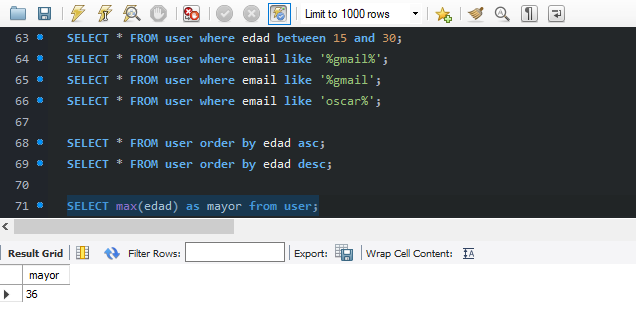 Limit to 1000 rows
63 SELECT * FROM user where edad between 15 and 30;
64 SELECT * FROM user where email like '%gmail%';
65 SELECT * FROM user where email like '%gmail';
66 SELECT * FROM user where email like 'oscar%';
67
68 SELECT * FROM user order by edad asc;
69 SELECT * FROM user order by edad desc;
70
71 SELECT max(edad) as mayor from user;
Result Grid Filter Rows: Export: Wrap Cell Content: IA
mayor
36